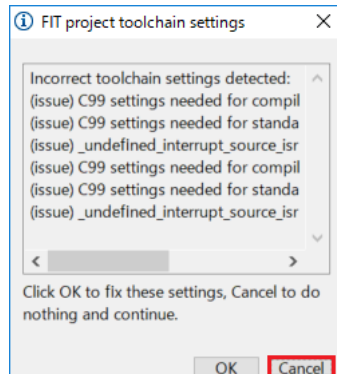 FIT project toolchain settings
Incorrect toolchain settings detected:
(issue) C99 settings needed for compil
(issue) C99 settings needed for standa
(issue) _undefined_interrupt_source_isr
(issue) C99 settings needed for compil
(issue) C99 settings needed for standa
(issue) _undefined_interrupt_source_isr
Click OK to fix these settings, Cancel to do
nothing and continue.
OK Cancel